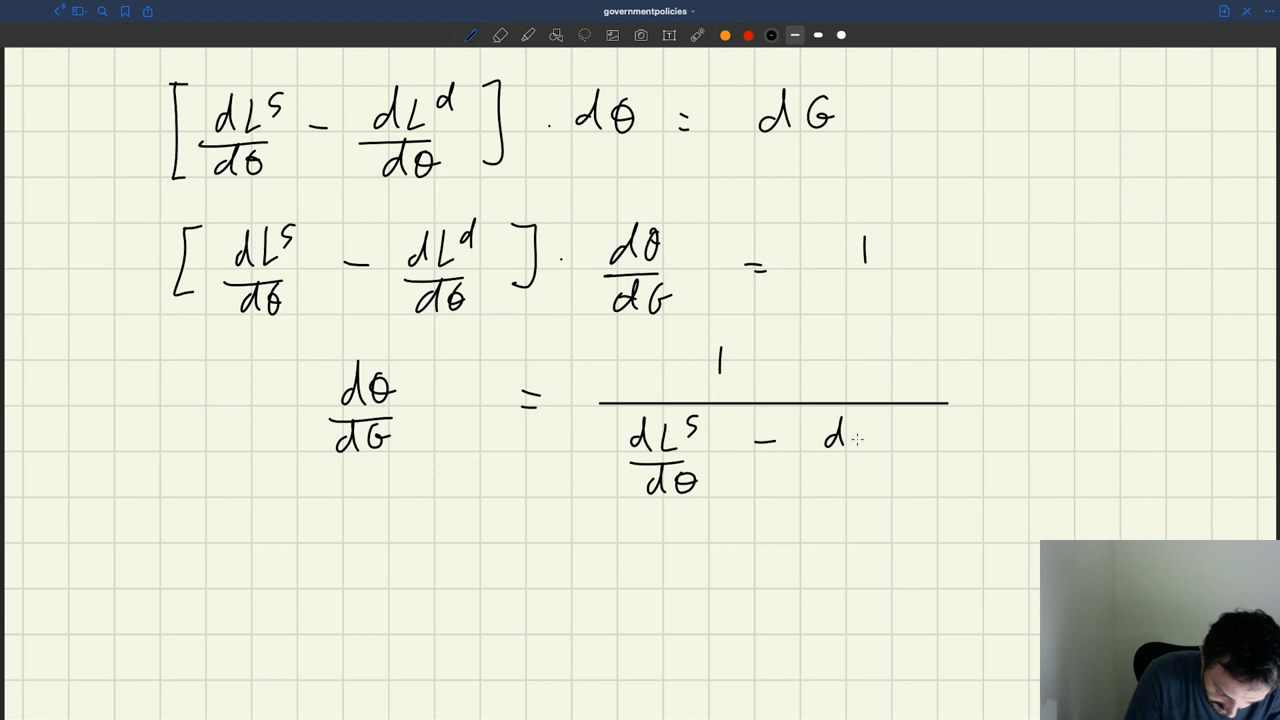 governmentpolicies
[dL^s/dθ - dL^d/dθ] · dθ = dG
[dL^s/dθ - dL^d/dθ] · dθ/dG = 1
dθ/dG = 1/(dL^s/dθ - d